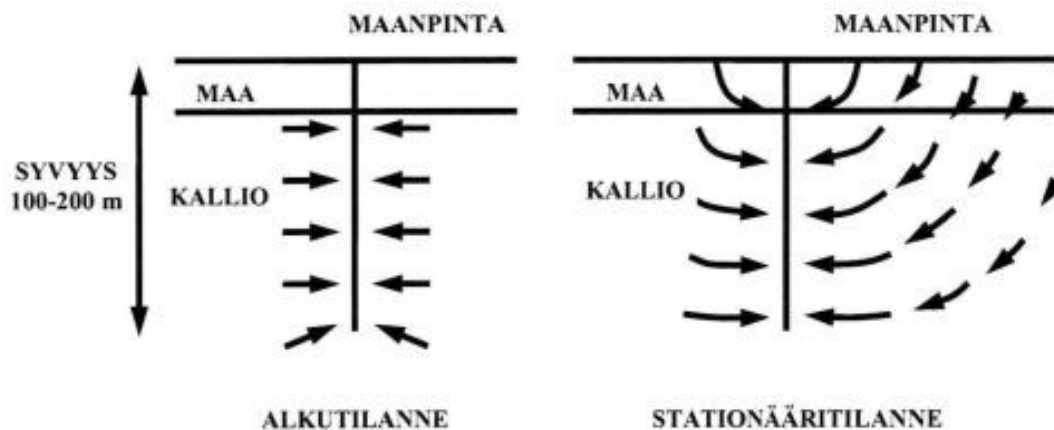 MAANPINTA
MAANPINTA
MAA
MAA
SYVYYS
100-200 m
KALLIO
KALLIO
ALKUTILANNE
STATIONÄÄRITILANNE